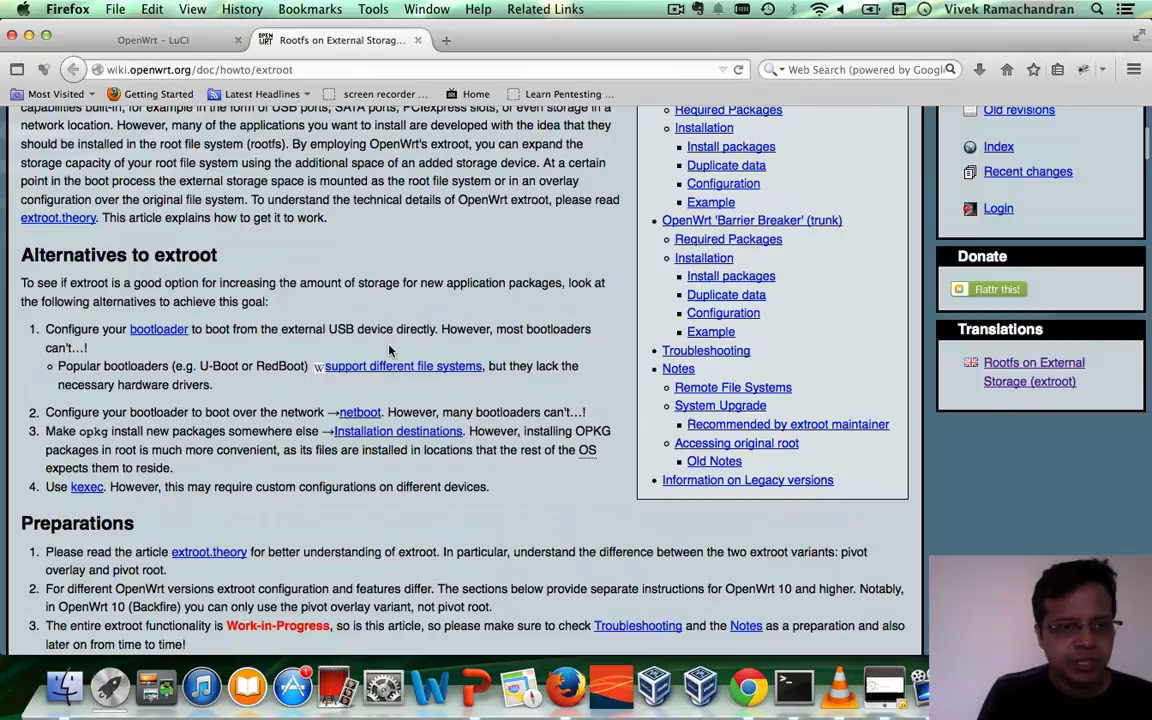 Firefox File Edit View History Bookmarks Tools Window Help Related Links Vivek Ramachandran
OpenWrt - LuCI
Rootfs on External Storag...
wiki.openwrt.org/doc/howto/extroot
Web Search (powered by Googl
Most Visited Getting Started Latest Headlines screen recorder ... Home Learn Pentesting ...
capabilities built-in, for example in the form of USB ports, SATA ports, PCIexpress slots, or even storage in a
network location. However, many of the applications you want to install are developed with the idea that they
should be installed in the root file system (rootfs). By employing OpenWrt's extroot, you can expand the
storage capacity of your root file system using the additional space of an added storage device. At a certain
point in the boot process the external storage space is mounted as the root file system or in an overlay
configuration over the original file system. To understand the technical details of OpenWrt extroot, please read
extroot.theory. This article explains how to get it to work.
Alternatives to extroot
To see if extroot is a good option for increasing the amount of storage for new application packages, look at
the following alternatives to achieve this goal:
1. Configure your bootloader to boot from the external USB device directly. However, most bootloaders
can't...!
Popular bootloaders (e.g. U-Boot or RedBoot) W support different file systems, but they lack the
necessary hardware drivers.
2. Configure your bootloader to boot over the network →netboot. However, many bootloaders can't...!
3. Make opkg install new packages somewhere else →Installation destinations. However, installing OPKG
packages in root is much more convenient, as its files are installed in locations that the rest of the OS
expects them to reside.
4. Use kexec. However, this may require custom configurations on different devices.
Required Packages
Installation
Install packages
Duplicate data
Configuration
Example
OpenWrt 'Barrier Breaker' (trunk)
Required Packages
Installation
Install packages
Duplicate data
Configuration
Example
Troubleshooting
Notes
Remote File Systems
System Upgrade
Recommended by extroot maintainer
Accessing original root
Old Notes
Information on Legacy versions
Preparations
1. Please read the article extroot.theory for better understanding of extroot. In particular, understand the difference between the two extroot variants: pivot
overlay and pivot root.
2. For different OpenWrt versions extroot configuration and features differ. The sections below provide separate instructions for OpenWrt 10 and higher. Notably,
in OpenWrt 10 (Backfire) you can only use the pivot overlay variant, not pivot root.
3. The entire extroot functionality is Work-in-Progress, so is this article, so please make sure to check Troubleshooting and the Notes as a preparation and also
later on from time to time!
Old revisions
Index
Recent changes
Login
Donate
Flattr this!
Translations
Rootfs on External
Storage (extroot)